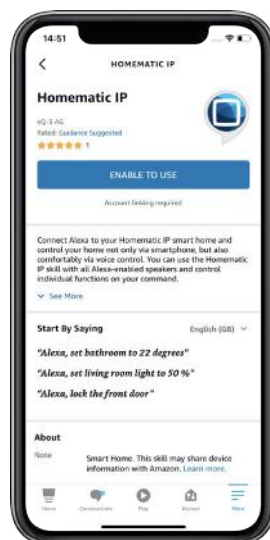 14:51
HOMEMATIC IP
Homematic IP
eQ-3 AG
Rated: Guidance Suggested
1
ENABLE TO USE
Account linking required
Connect Alexa to your Homematic IP smart home and
control your home not only via smartphone, but also
comfortably via voice control. You can use the Homematic
IP skill with all Alexa-enabled speakers and control
individual functions on your command.
See More
Start By Saying
English (GB)
"Alexa, set bathroom to 22 degrees"
"Alexa, set living room light to 50 %"
"Alexa, lock the front door"
About
Note
Smart Home. This skill may share device
information with Amazon. Learn more.
Home
Communicate
Play
Devices
More